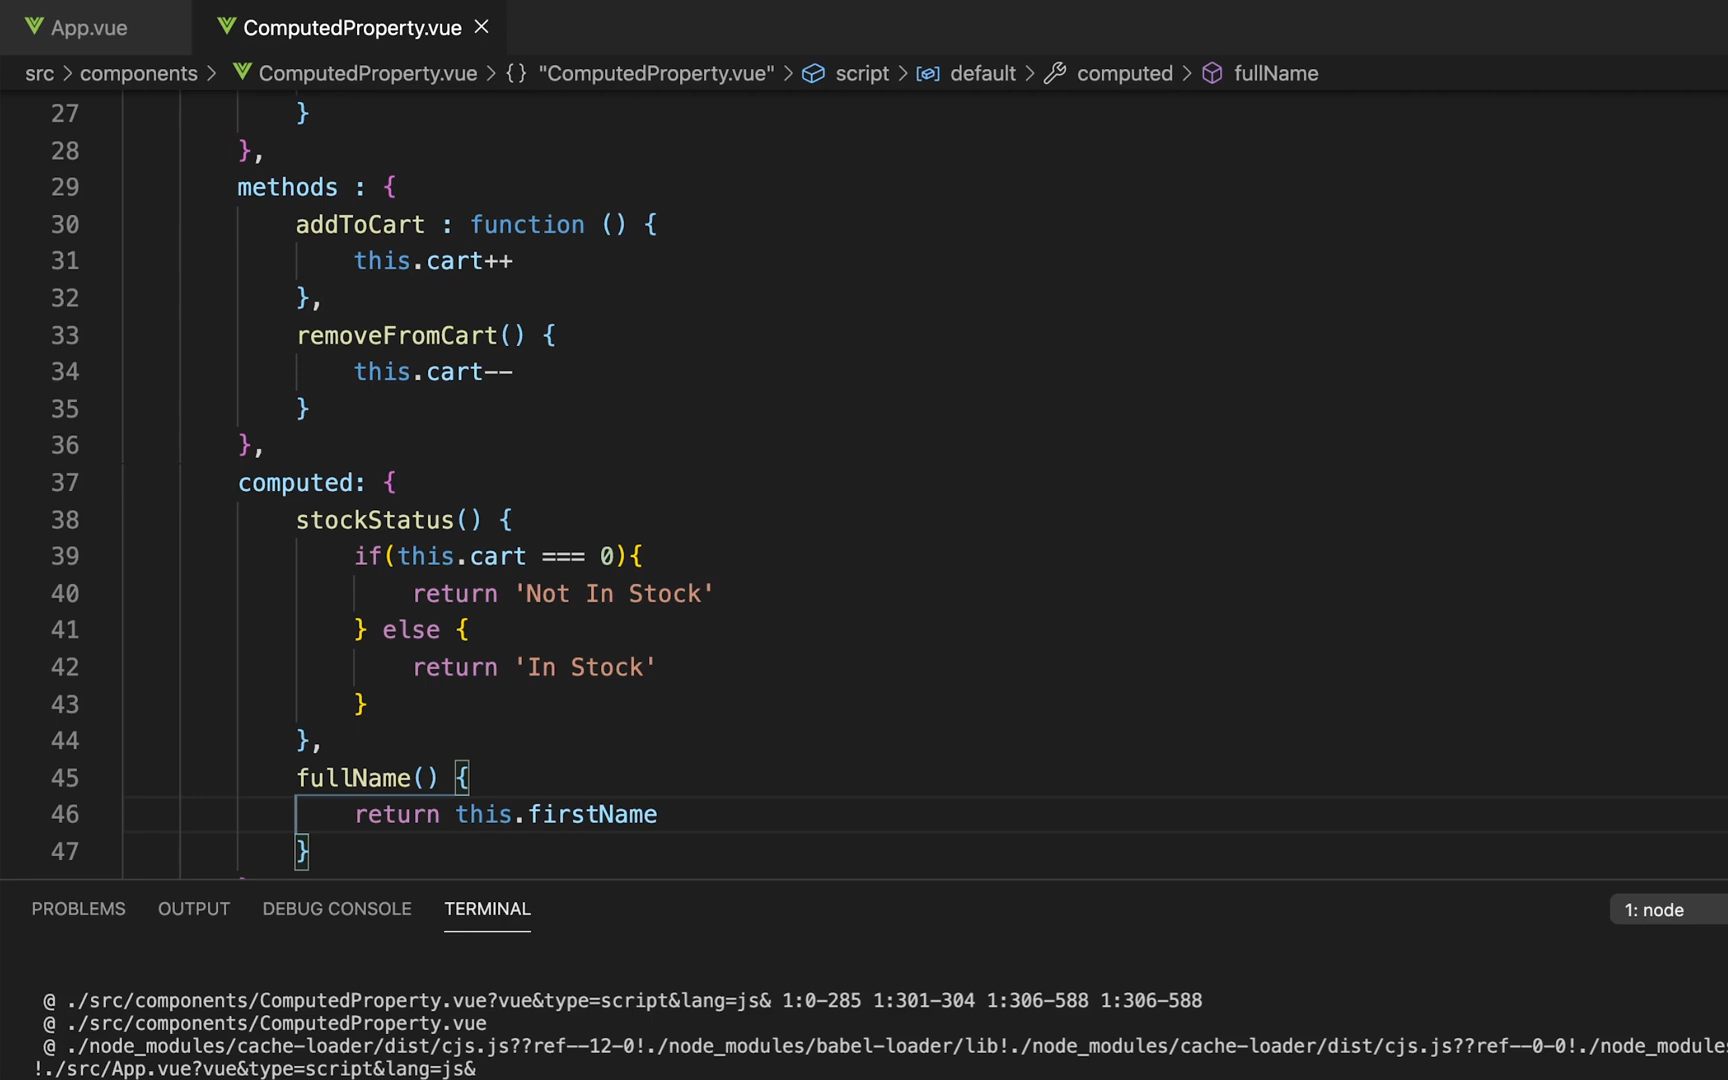 App.vue ComputedProperty.vue ×
src > components > ComputedProperty.vue > {} "ComputedProperty.vue" > script > default > computed > fullName
27 }
28 },
29 methods : {
30 addToCart : function () {
31 this.cart++
32 },
33 removeFromCart() {
34 this.cart--
35 }
36 },
37 computed: {
38 stockStatus() {
39 if(this.cart === 0){
40 return 'Not In Stock'
41 } else {
42 return 'In Stock'
43 }
44 },
45 fullName() {
46 return this.firstName
47 }
PROBLEMS OUTPUT DEBUG CONSOLE TERMINAL 1: node
@ ./src/components/ComputedProperty.vue?vue&type=script&lang=js& 1:0-285 1:301-304 1:306-588 1:306-588
@ ./src/components/ComputedProperty.vue
@ ./node_modules/cache-loader/dist/cjs.js??ref--12-0!./node_modules/babel-loader/lib!./node_modules/cache-loader/dist/cjs.js??ref--0-0!./node_modules
!./src/App.vue?vue&type=script&lang=js&